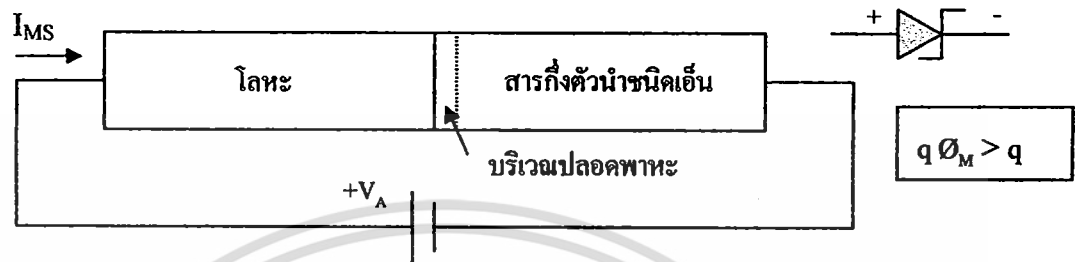 I_MS
+ -
โลหะ
สารกึ่งตัวนำชนิดเอ็น
บริเวณปลอดพาหะ
q Ø_M > q
+V_A